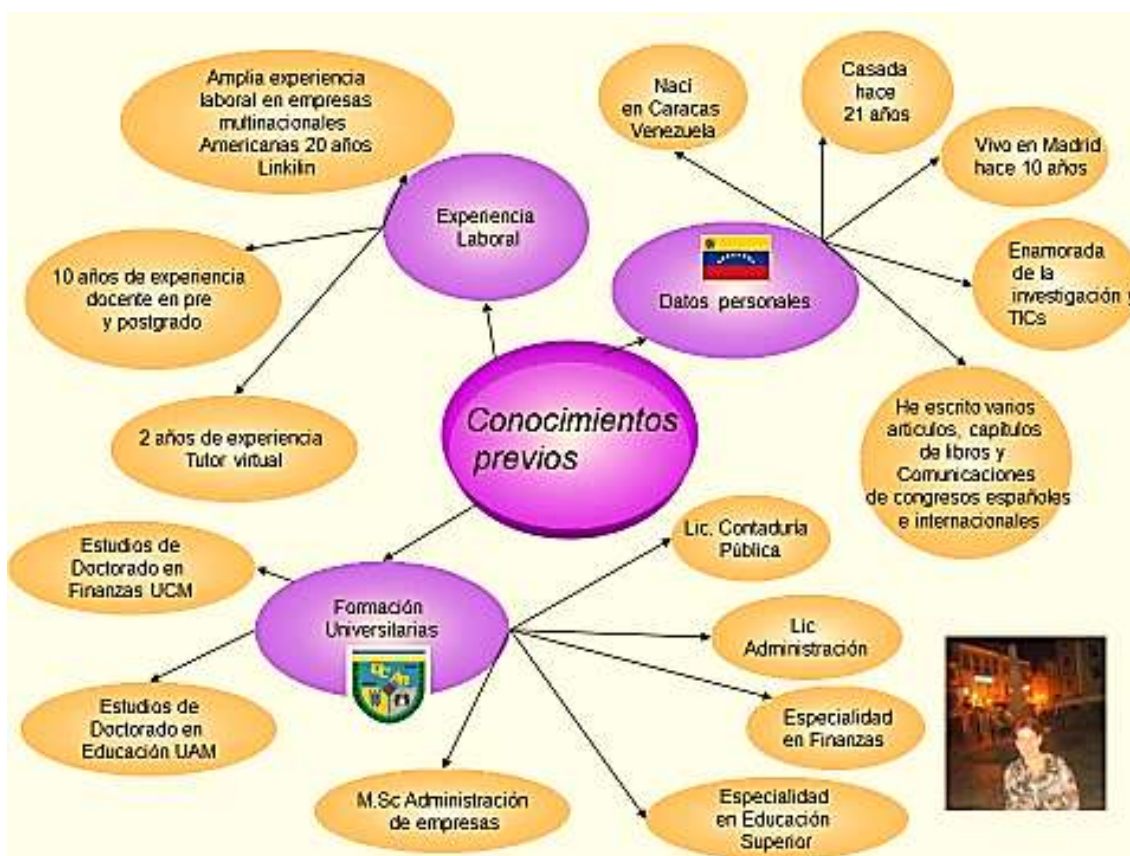 Amplia experiencia
laboral en empresas
multinacionales
Americanas 20 años
Linkilin
Experiencia
Laboral
10 años de experiencia
docente en pre
y postgrado
2 años de experiencia
Tutor virtual
Naci
en Caracas
Venezuela
Casada
hace
21 años
Vivo en Madrid
hace 10 años
Datos personales
Enamorada
de la
investigación y
TICs
He escrito varios
artículos, capítulos
de libros y
Comunicaciones
de congresos españoles
e internacionales
Conocimientos
previos
Estudios de
Doctorado en
Finanzas UCM
Formación
Universitarias
Estudios de
Doctorado en
Educación UAM
M.Sc Administración
de empresas
Lic. Contaduría
Pública
Lic
Administración
Especialidad
en Finanzas
Especialidad
en Educación
Superior